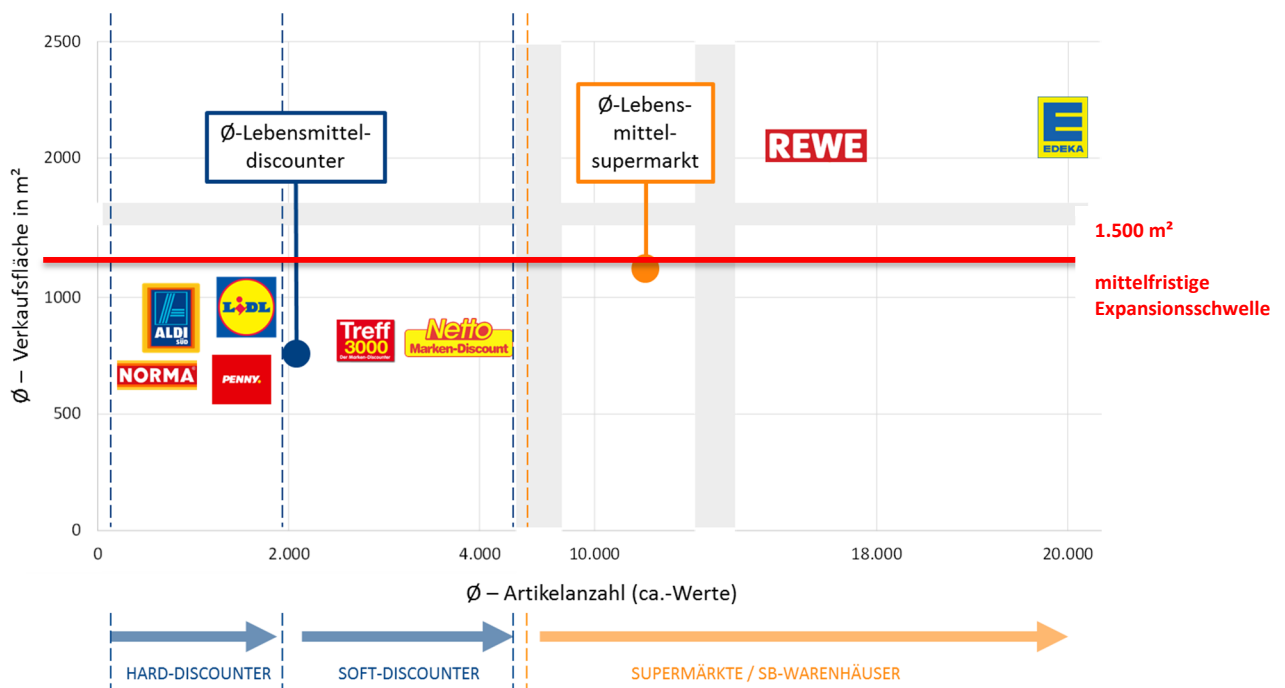 Ø – Verkaufsfläche in m²
2500
2000
1000
500
0
Ø-Lebensmittel-
discounter
Ø-Lebens-
mittel-
supermarkt
REWE
E
EDEKA
1.500 m²
mittelfristige
Expansionsschwelle
ALDI
SÜD
LIDL
Treff
3000
Der Marken-Discounter
Netto
Marken-Discount
NORMA
PENNY.
0
2.000
4.000
10.000
18.000
20.000
Ø – Artikelanzahl (ca.-Werte)
HARD-DISCOUNTER
SOFT-DISCOUNTER
SUPERMÄRKTE / SB-WARENHÄUSER